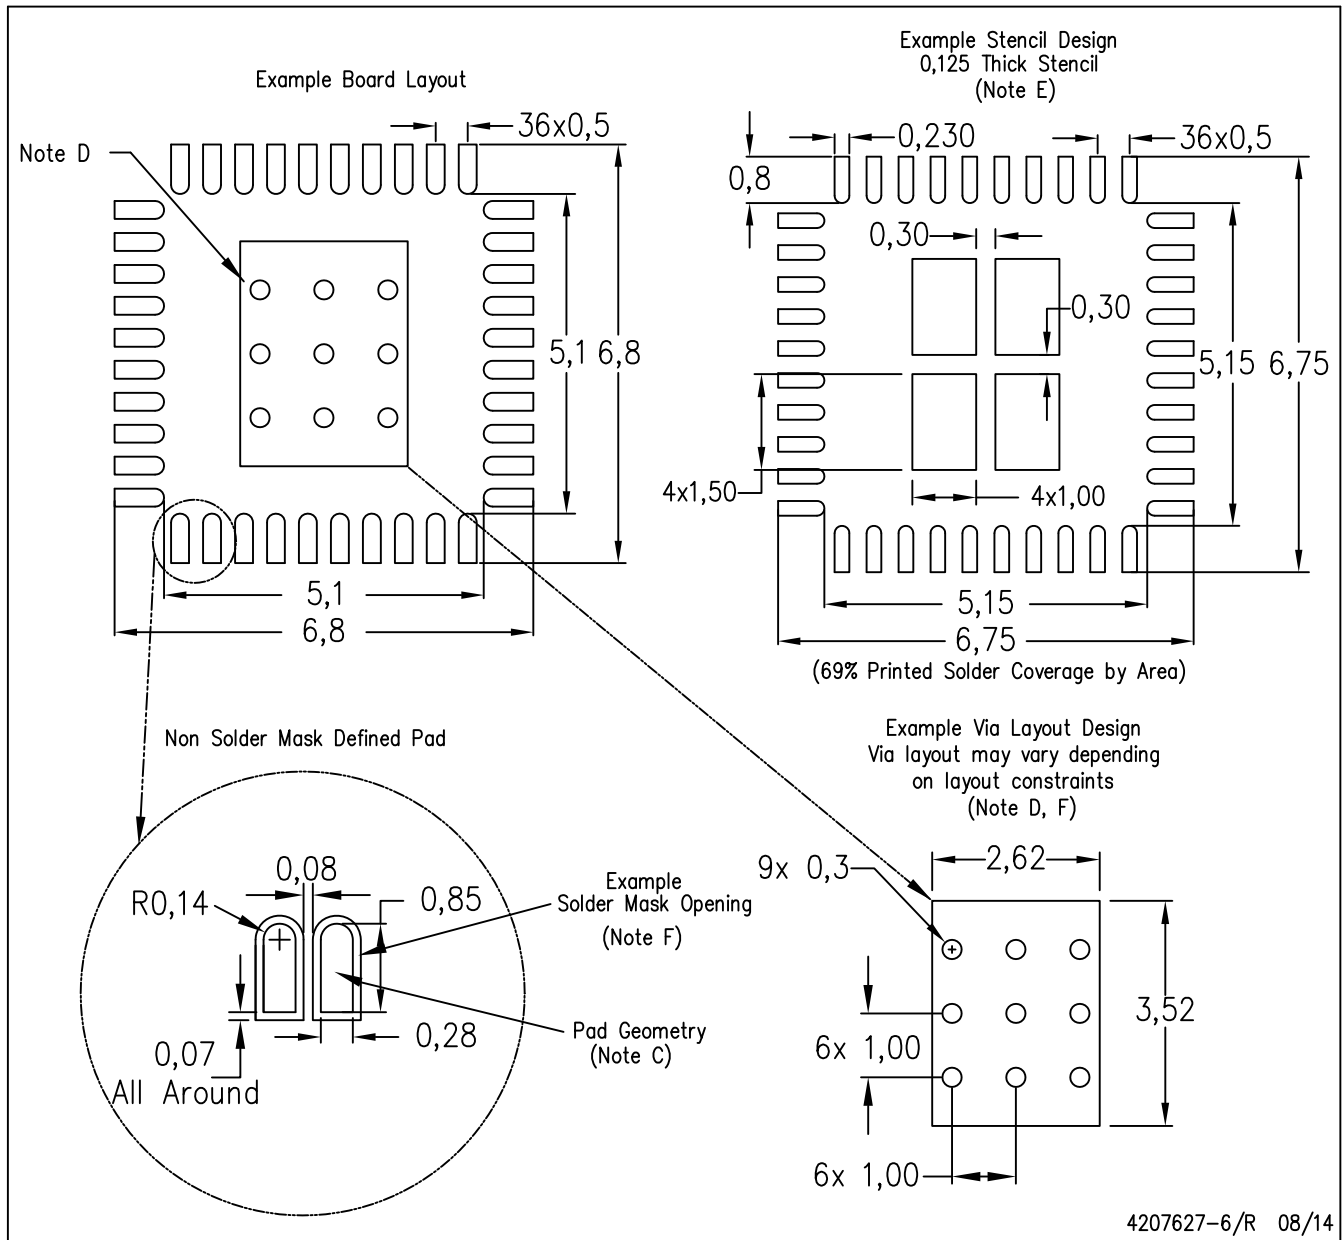 Example Board Layout
36x0,5
Note D
5,1
6,8
5,1
6,8
Example Stencil Design
0,125 Thick Stencil
(Note E)
0,230
36x0,5
0,8
0,30
0,30
5,15
6,75
4x1,50
4x1,00
5,15
6,75
(69% Printed Solder Coverage by Area)
Non Solder Mask Defined Pad
0,08
R0,14
0,85
Example
Solder Mask Opening
(Note F)
0,28
Pad Geometry
(Note C)
0,07
All Around
Example Via Layout Design
Via layout may vary depending
on layout constraints
(Note D, F)
9x 0,3
2,62
3,52
6x 1,00
6x 1,00
4207627-6/R 08/14